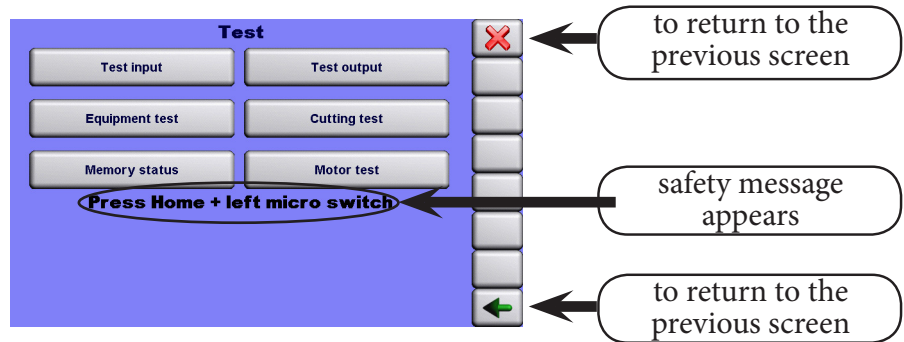 Test
to return to the
previous screen
Test input
Test output
Equipment test
Cutting test
Memory status
Motor test
Press Home + left micro switch
safety message
appears
to return to the
previous screen